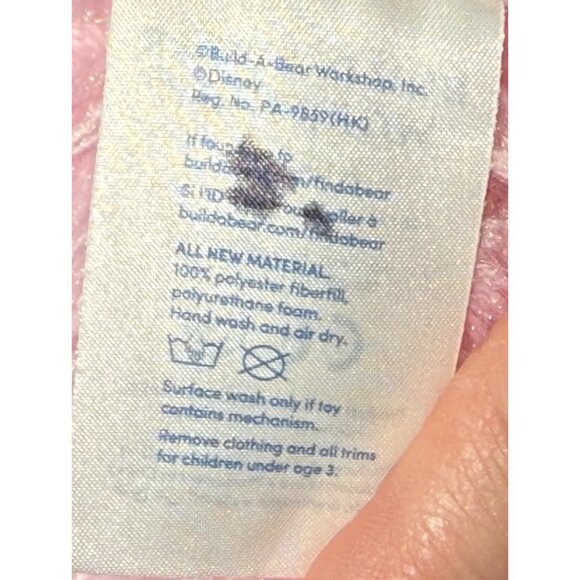 ©Build-A-Bear Workshop, Inc.
©Disney
Reg. No. PA-9859(HK)
If
/findabear
Si
buildabear.com/findabear
ALL NEW MATERIAL.
100% polyester fiberfill,
polyurethane foam.
Hand wash and air dry.
Surface wash only if toy
contains mechanism.
Remove clothing and all trims
for children under age 3.